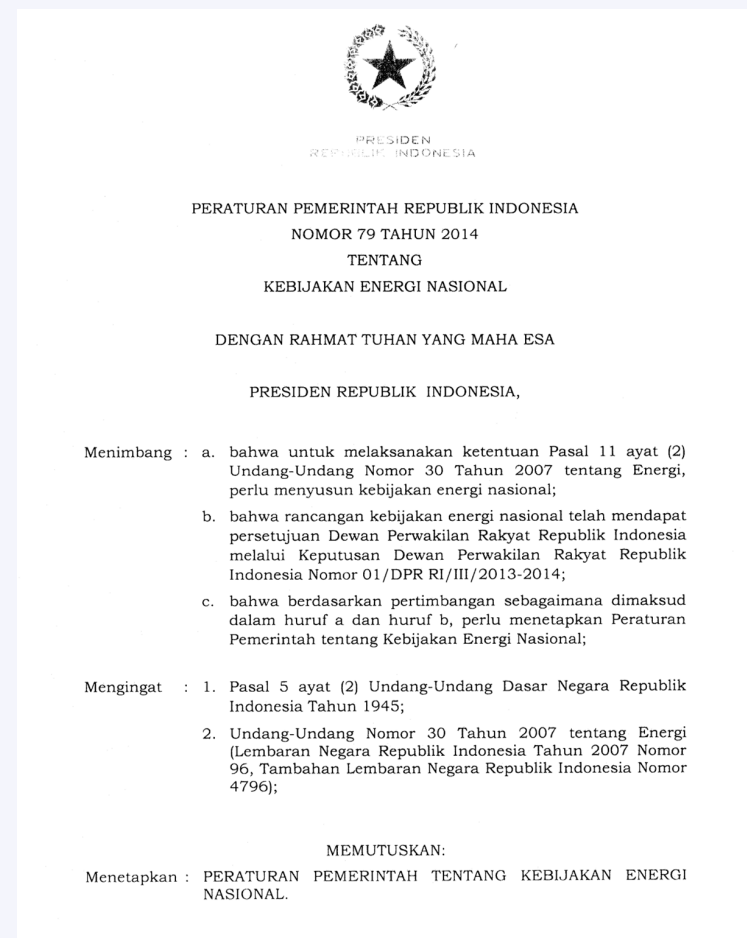 PRESIDEN
REPUBLIK INDONESIA
PERATURAN PEMERINTAH REPUBLIK INDONESIA
NOMOR 79 TAHUN 2014
TENTANG
KEBIJAKAN ENERGI NASIONAL
DENGAN RAHMAT TUHAN YANG MAHA ESA
PRESIDEN REPUBLIK INDONESIA,
Menimbang : a. bahwa untuk melaksanakan ketentuan Pasal 11 ayat (2)
Undang-Undang Nomor 30 Tahun 2007 tentang Energi,
perlu menyusun kebijakan energi nasional;
b. bahwa rancangan kebijakan energi nasional telah mendapat
persetujuan Dewan Perwakilan Rakyat Republik Indonesia
melalui Keputusan Dewan Perwakilan Rakyat Republik
Indonesia Nomor 01/DPR RI/III/2013-2014;
c. bahwa berdasarkan pertimbangan sebagaimana dimaksud
dalam huruf a dan huruf b, perlu menetapkan Peraturan
Pemerintah tentang Kebijakan Energi Nasional;
Mengingat : 1. Pasal 5 ayat (2) Undang-Undang Dasar Negara Republik
Indonesia Tahun 1945;
2. Undang-Undang Nomor 30 Tahun 2007 tentang Energi
(Lembaran Negara Republik Indonesia Tahun 2007 Nomor
96, Tambahan Lembaran Negara Republik Indonesia Nomor
4796);
MEMUTUSKAN:
Menetapkan : PERATURAN PEMERINTAH TENTANG KEBIJAKAN ENERGI
NASIONAL.